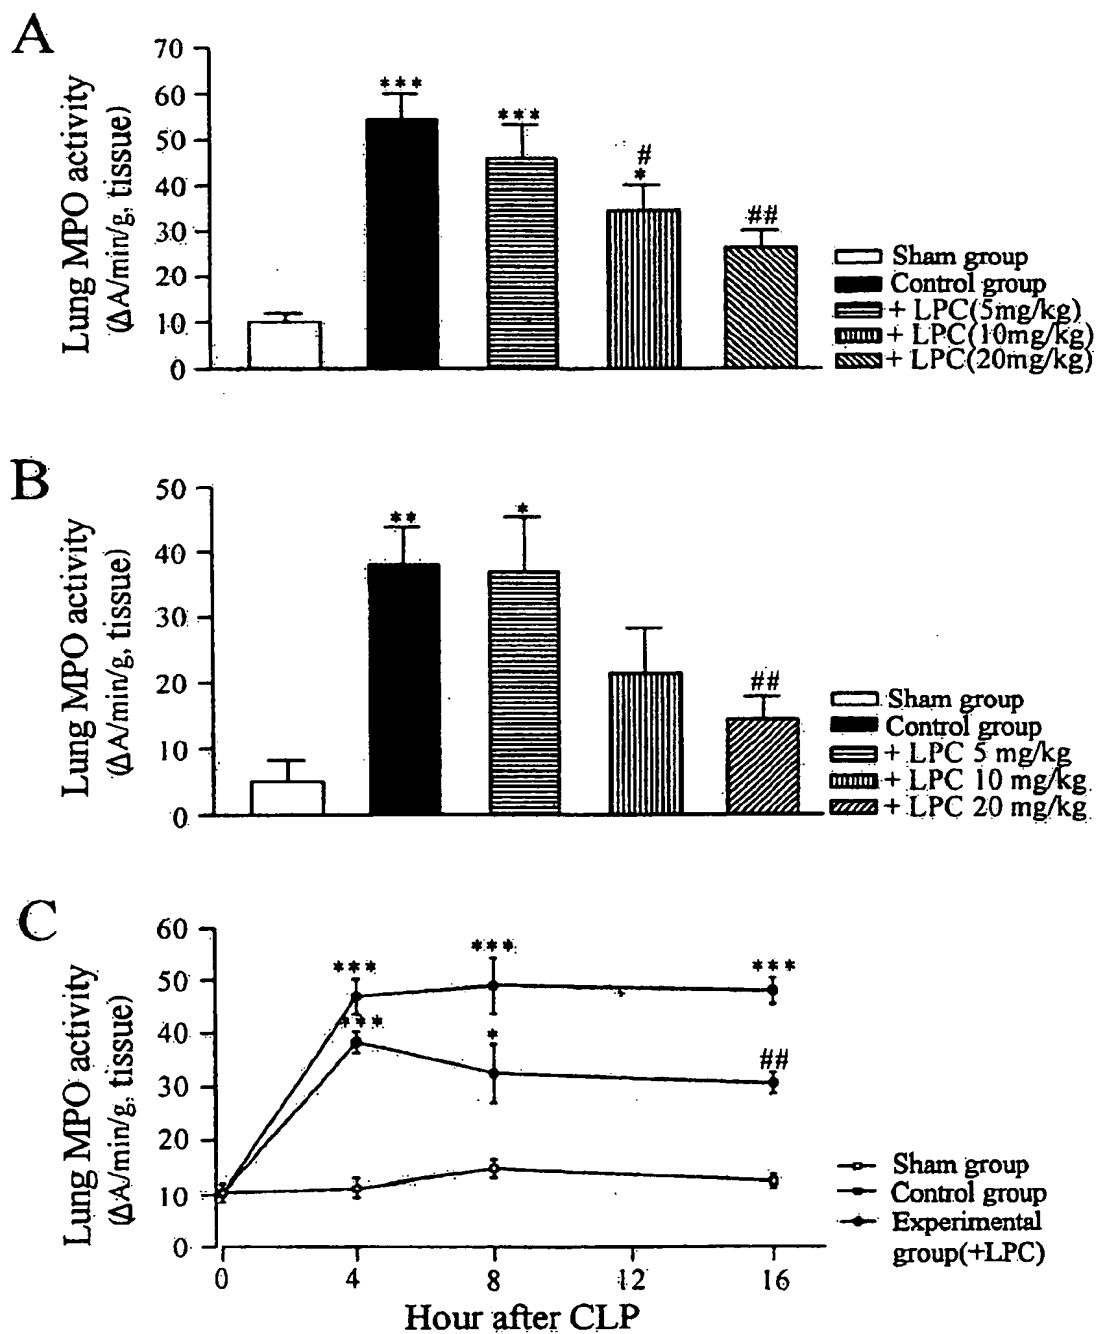 A
Lung MPO activity
(ΔA/min/g, tissue)
70
60
50
40
30
20
10
0
***
***
#
*
##
Sham group
Control group
+ LPC(5mg/kg)
+ LPC(10mg/kg)
+ LPC(20mg/kg)
B
Lung MPO activity
(ΔA/min/g, tissue)
50
40
30
20
10
0
**
*
##
Sham group
Control group
+ LPC 5 mg/kg
+ LPC 10 mg/kg
+ LPC 20 mg/kg
C
Lung MPO activity
(ΔA/min/g, tissue)
60
50
40
30
20
10
0
***
***
***
***
*
##
Sham group
Control group
Experimental
group(+LPC)
0 4 8 12 16
Hour after CLP